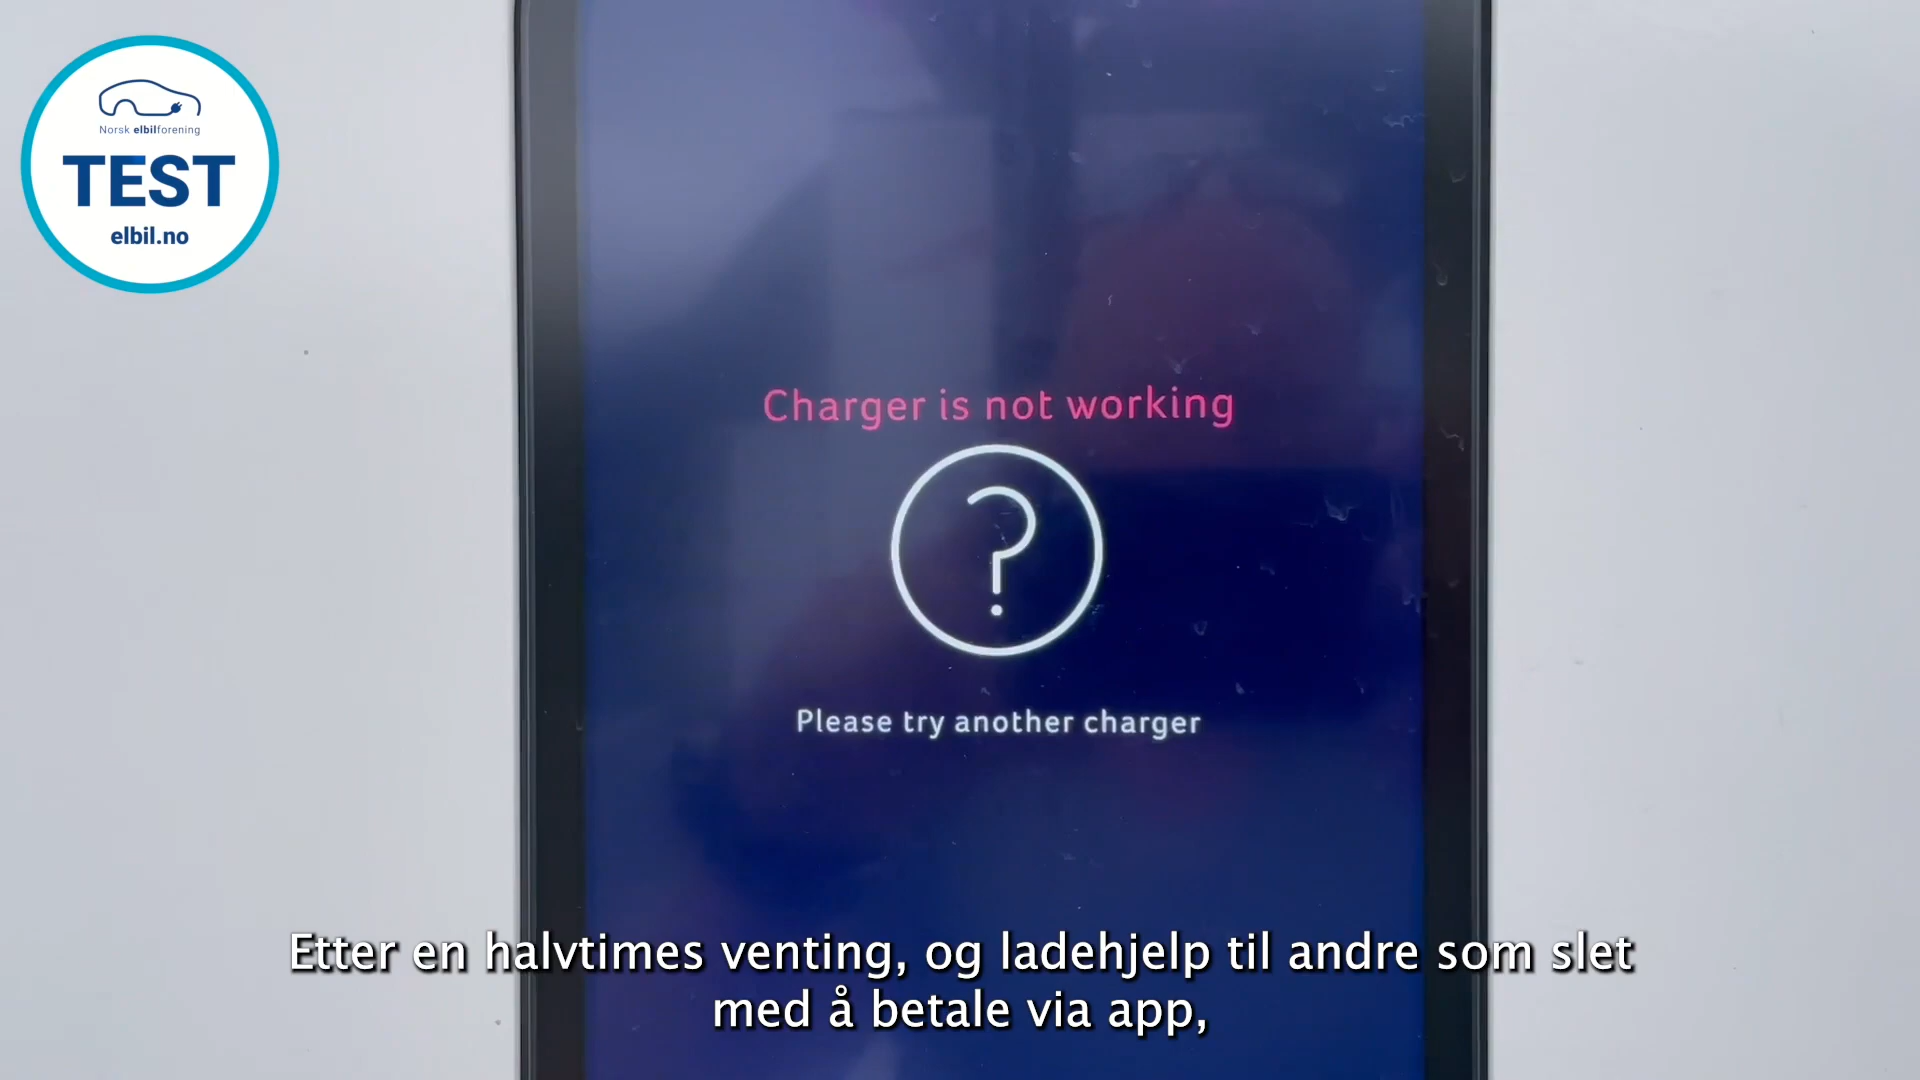 Norsk elbilforening
TEST
elbil.no
Charger is not working
?
Please try another charger
Etter en halvtimes venting, og ladehjelp til andre som slet
med å betale via app,